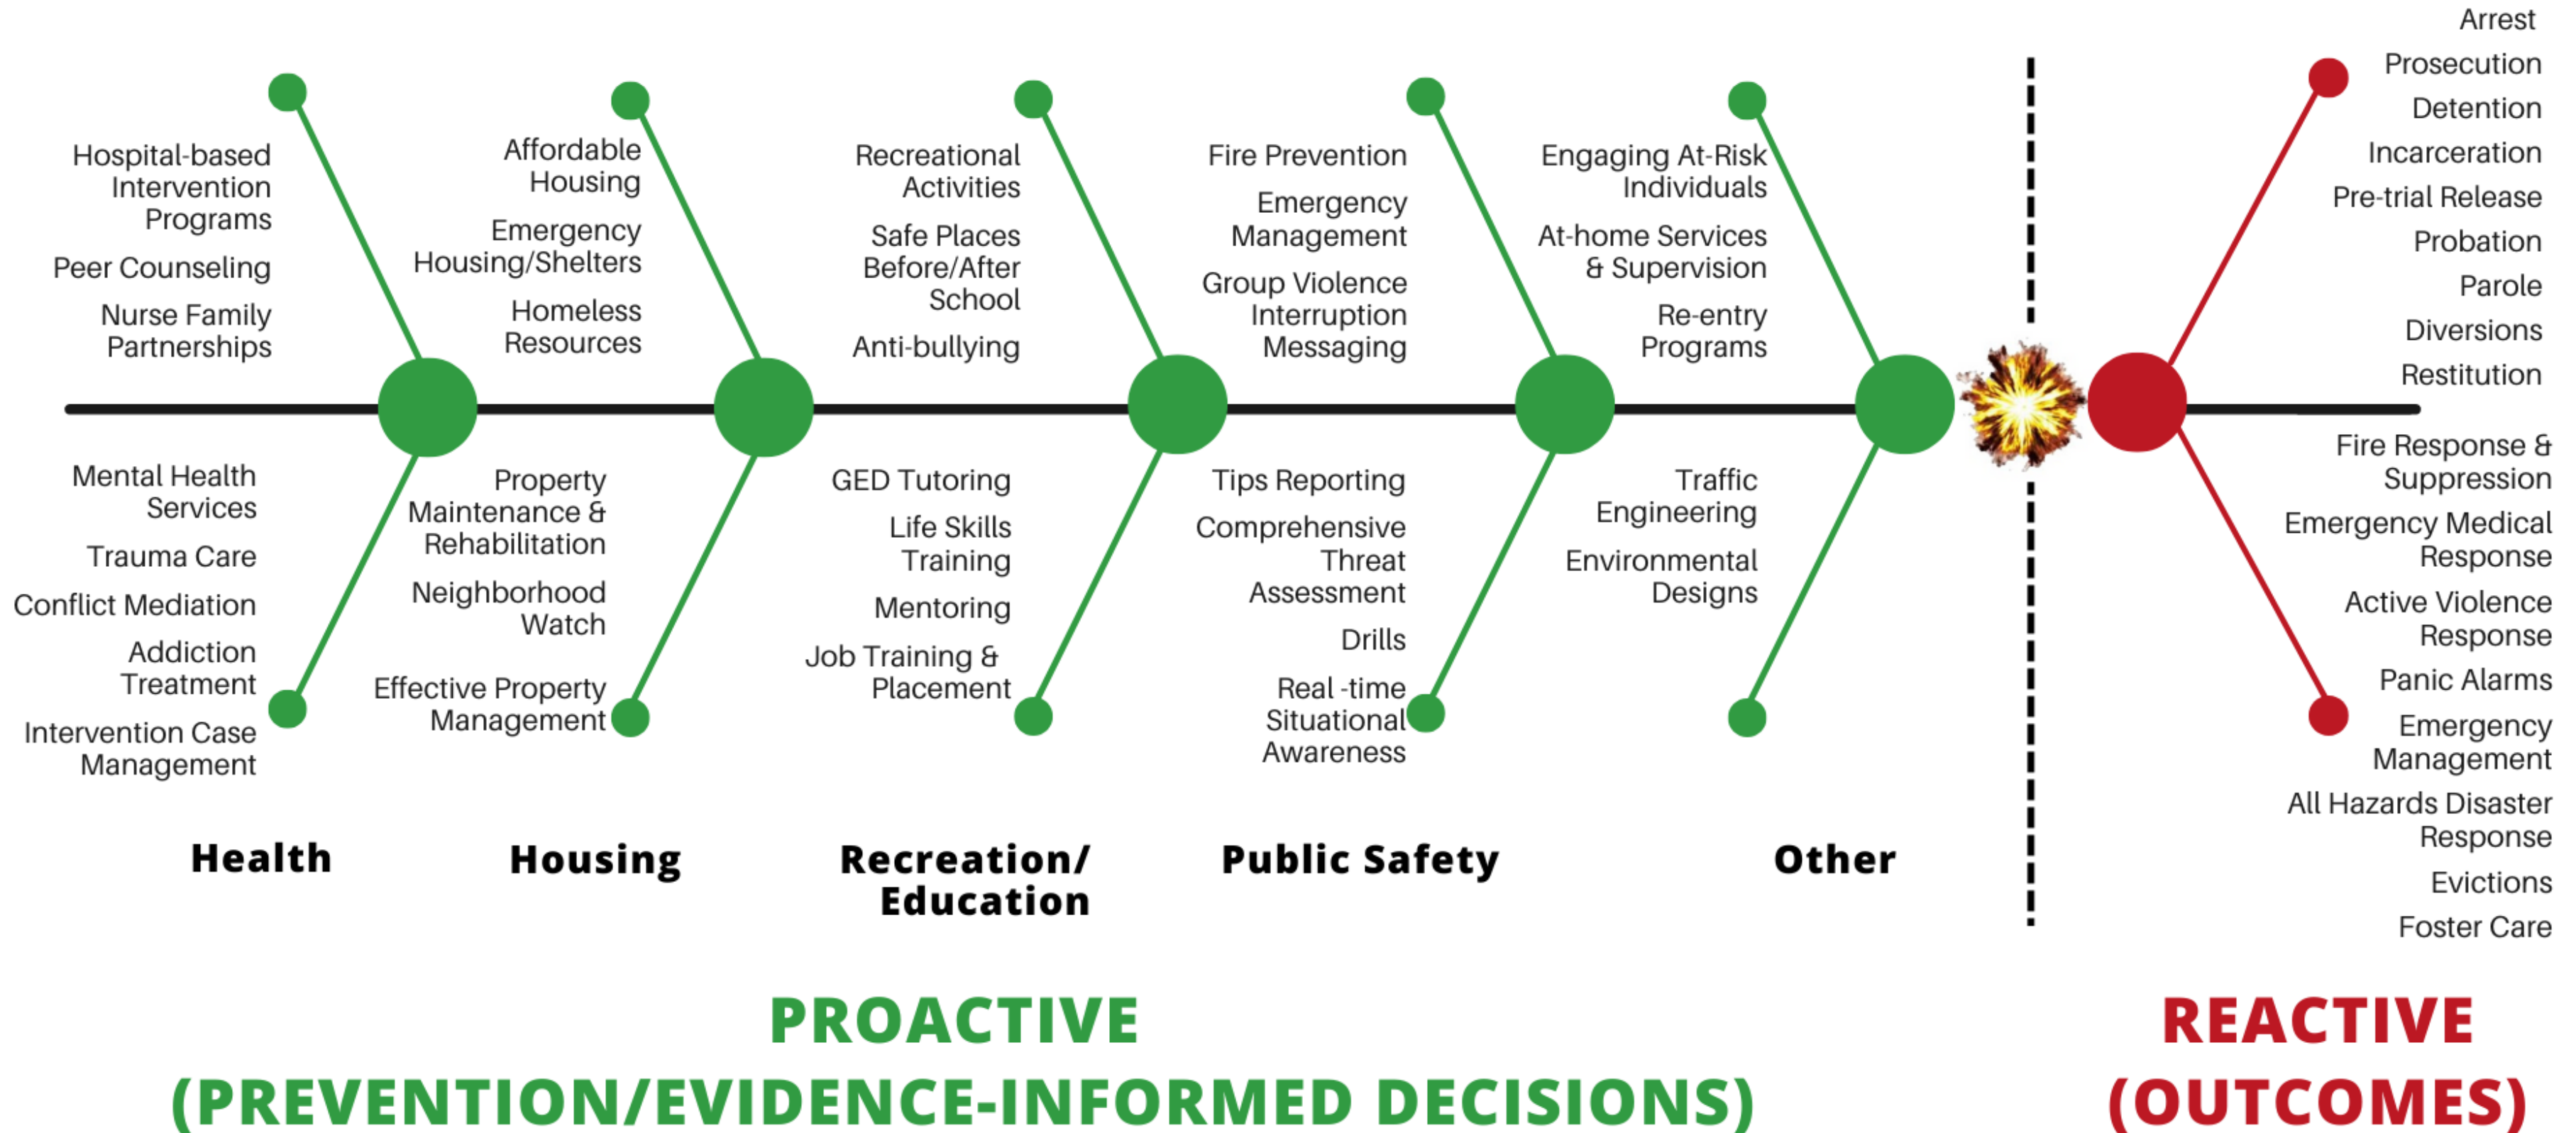 Hospital-based
Intervention
Programs
Peer Counseling
Nurse Family
Partnerships
Mental Health
Services
Trauma Care
Conflict Mediation
Addiction
Treatment
Intervention Case
Management
Health
Affordable
Housing
Emergency
Housing/Shelters
Homeless
Resources
Property
Maintenance &
Rehabilitation
Neighborhood
Watch
Effective Property
Management
Housing
Recreational
Activities
Safe Places
Before/After
School
Anti-bullying
GED Tutoring
Life Skills
Training
Mentoring
Job Training &
Placement
Recreation/
Education
Fire Prevention
Emergency
Management
Group Violence
Interruption
Messaging
Tips Reporting
Comprehensive
Threat
Assessment
Drills
Real -time
Situational
Awareness
Public Safety
Engaging At-Risk
Individuals
At-home Services
& Supervision
Re-entry
Programs
Traffic
Engineering
Environmental
Designs
Other
Arrest
Prosecution
Detention
Incarceration
Pre-trial Release
Probation
Parole
Diversions
Restitution
Fire Response &
Suppression
Emergency Medical
Response
Active Violence
Response
Panic Alarms
Emergency
Management
All Hazards Disaster
Response
Evictions
Foster Care
PROACTIVE
(PREVENTION/EVIDENCE-INFORMED DECISIONS)
REACTIVE
(OUTCOMES)